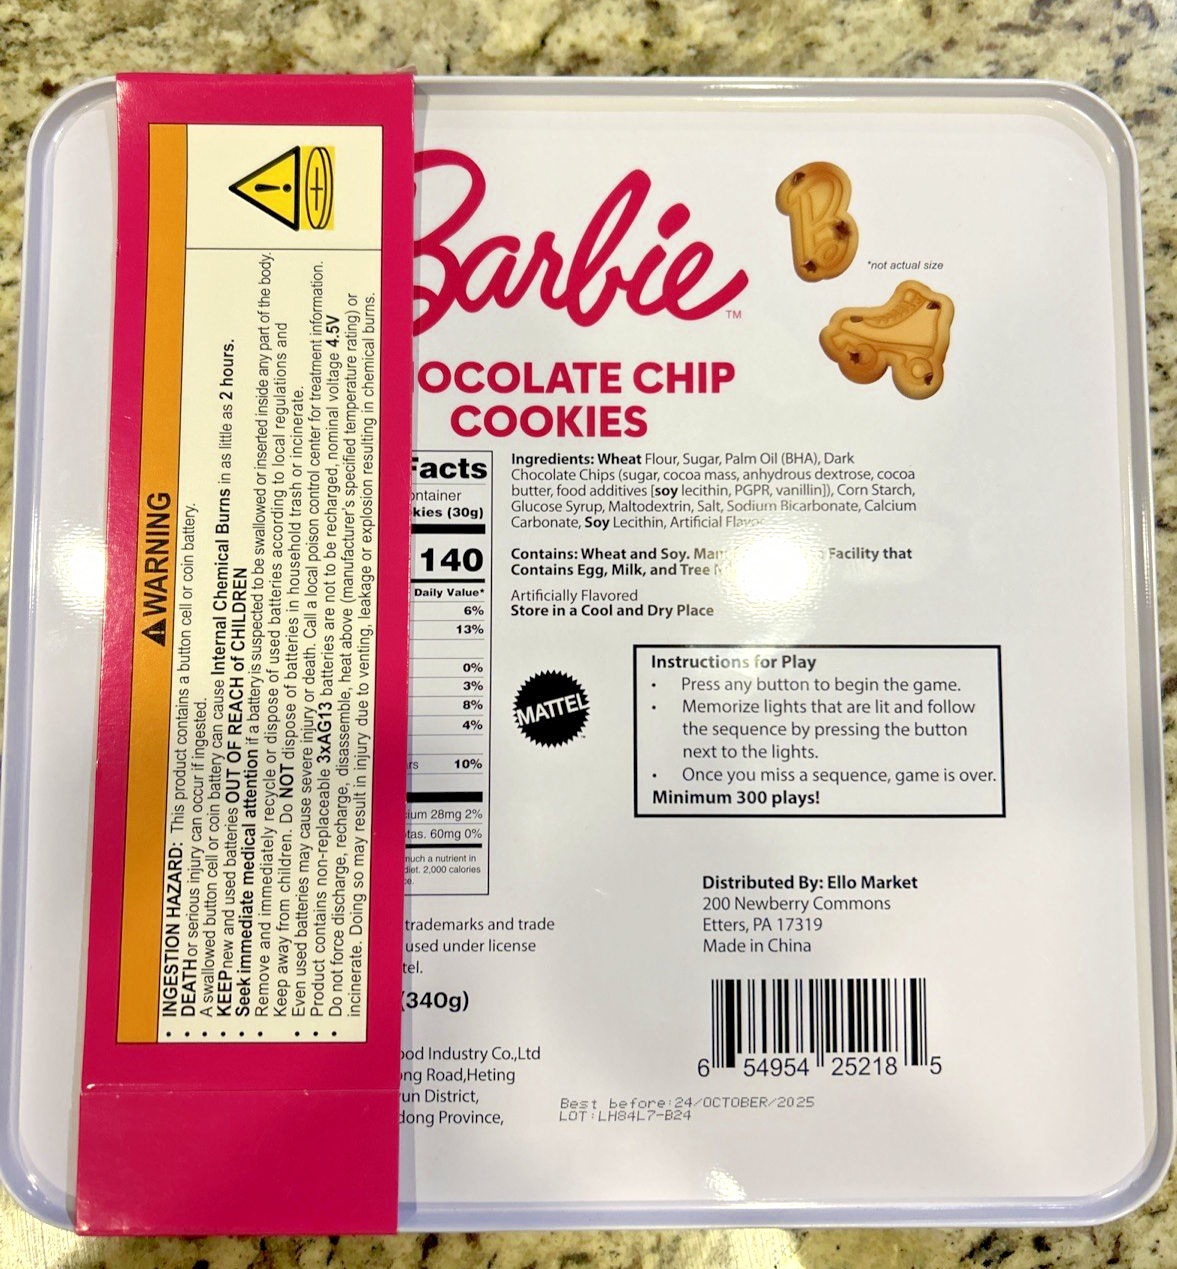 WARNING
• INGESTION HAZARD: This product contains a button cell or coin battery.
• DEATH or serious injury can occur if ingested.
• A swallowed button cell or coin battery can cause Internal Chemical Burns in as little as 2 hours.
• KEEP new and used batteries OUT OF REACH of CHILDREN
• Seek immediate medical attention if a battery is suspected to be swallowed or inserted inside any part of the body.
• Remove and immediately recycle or dispose of used batteries according to local regulations and
Keep away from children. Do NOT dispose of batteries in household trash or incinerate.
• Even used batteries may cause severe injury or death. Call a local poison control center for treatment information.
• Product contains non-replaceable 3xAG13 batteries are not to be recharged, nominal voltage 4.5V
• Do not force discharge, recharge, disassemble, heat above (manufacturer's specified temperature rating) or
incinerate. Doing so may result in injury due to venting, leakage or explosion resulting in chemical burns.
Barbie
TM
*not actual size
OCOLATE CHIP
COOKIES
Facts
ontainer
kies (30g)
140
Daily Value*
6%
13%
0%
3%
8%
4%
rs 10%
ium 28mg 2%
tas. 60mg 0%
much a nutrient in
diet. 2,000 calories
ce.
Ingredients: Wheat Flour, Sugar, Palm Oil (BHA), Dark
Chocolate Chips (sugar, cocoa mass, anhydrous dextrose, cocoa
butter, food additives [soy lecithin, PGPR, vanillin]), Corn Starch,
Glucose Syrup, Maltodextrin, Salt, Sodium Bicarbonate, Calcium
Carbonate, Soy Lecithin, Artificial
Contains: Wheat and Soy. Facility that
Contains Egg, Milk, and Tree
Artificially Flavored
Store in a Cool and Dry Place
MATTEL
Instructions for Play
• Press any button to begin the game.
• Memorize lights that are lit and follow
the sequence by pressing the button
next to the lights.
• Once you miss a sequence, game is over.
Minimum 300 plays!
trademarks and trade
used under license
tel.
(340g)
ood Industry Co.,Ltd
ong Road,Heting
un District,
dong Province,
Distributed By: Ello Market
200 Newberry Commons
Etters, PA 17319
Made in China
6 54954 25218 5
Best before:24/OCTOBER/2025
LOT:LH84L7-B24